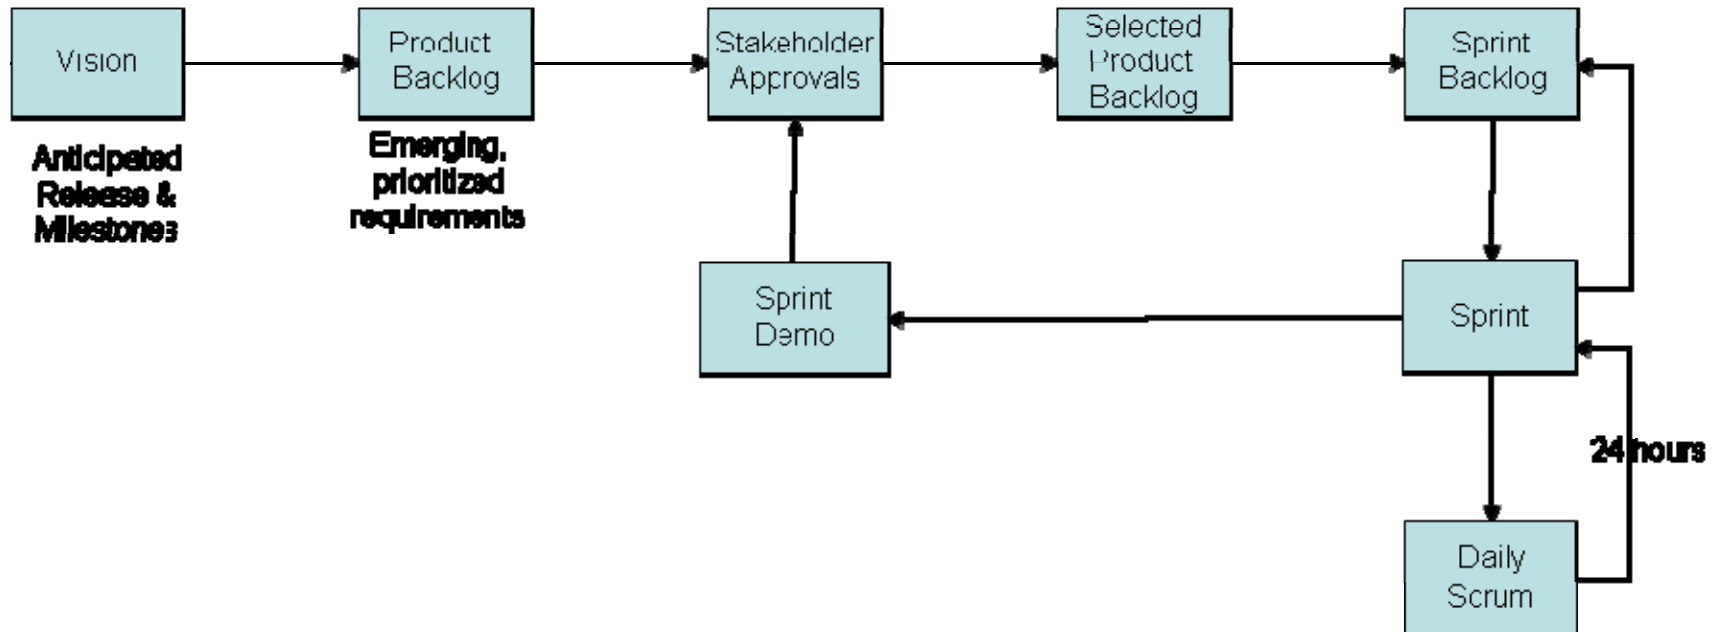 Vision
Product
Backlog
Stakeholder
Approvals
Selected
Product
Backlog
Sprint
Backlog
Anticipated
Release &
Milestones
Emerging,
prioritized
requirements
Sprint
Demo
Sprint
24 hours
Daily
Scrum